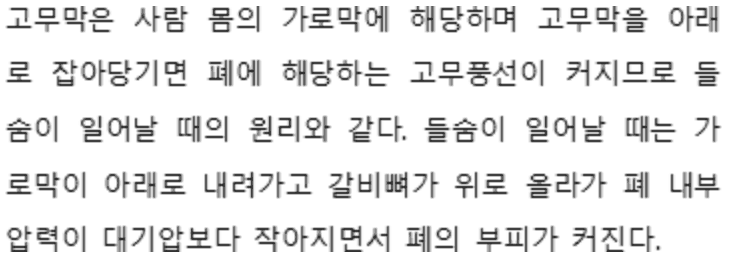 고무막은 사람 몸의 가로막에 해당하며 고무막을 아래
로 잡아당기면 폐에 해당하는 고무풍선이 커지므로 들
숨이 일어날 때의 원리와 같다. 들숨이 일어날 때는 가
로막이 아래로 내려가고 갈비뼈가 위로 올라가 폐 내부
압력이 대기압보다 작아지면서 폐의 부피가 커진다.